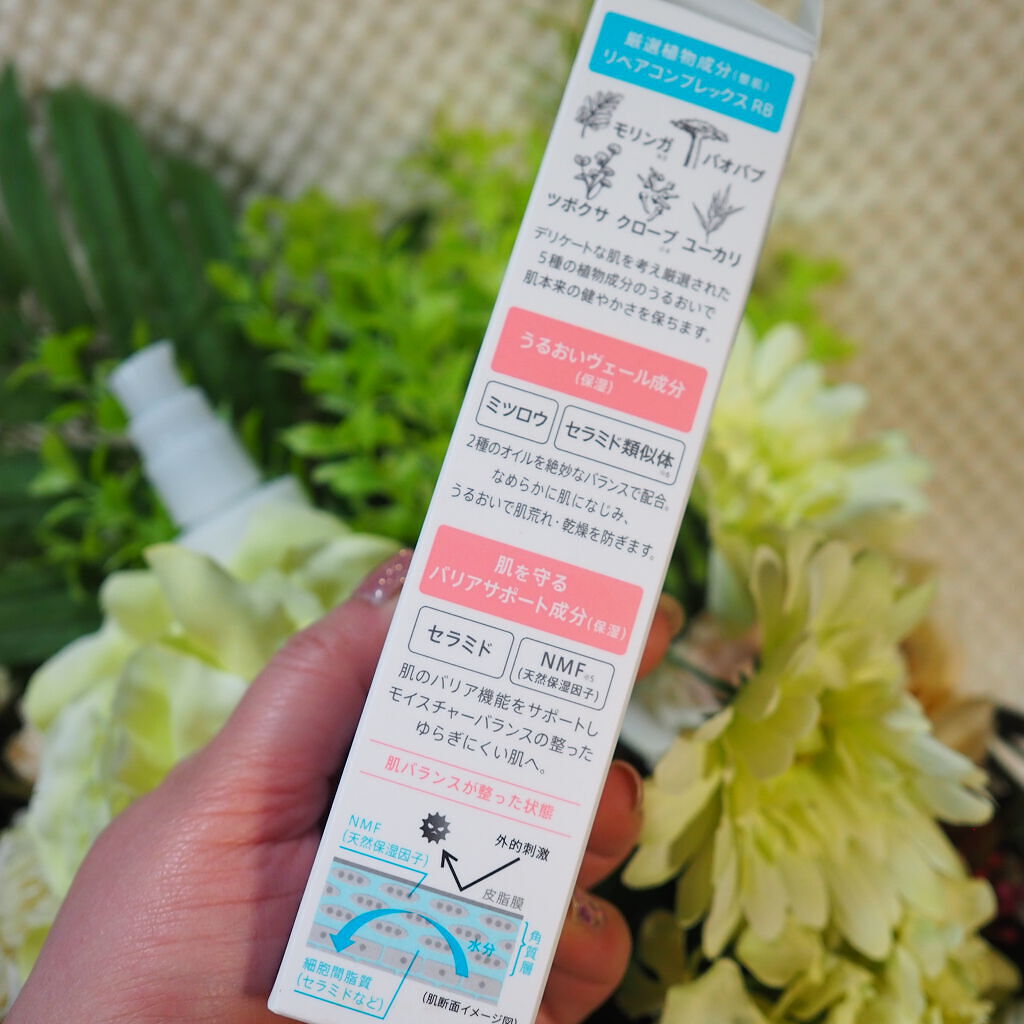 厳選植物成分(整肌)
リペアコンプレックス RB
モリンガ
バオバブ
ツボクサ クローブ ユーカリ
デリケートな肌を考え厳選された
5種の植物成分のうるおいで
肌本来の健やかさを保ちます。
うるおいヴェール成分
(保湿)
ミツロウ セラミド類似体
2種のオイルを絶妙なバランスで配合。
なめらかに肌になじみ、
うるおいで肌荒れ・乾燥を防ぎます。
肌を守る
バリアサポート成分(保湿)
セラミド
NMF※5
(天然保湿因子)
肌のバリア機能をサポートし
モイスチャーバランスの整った
ゆらぎにくい肌へ。
肌バランスが整った状態
NMF
(天然保湿因子)
外的刺激
皮脂膜
水分
角質層
細胞間脂質
(セラミドなど)
(肌断面イメージ図)